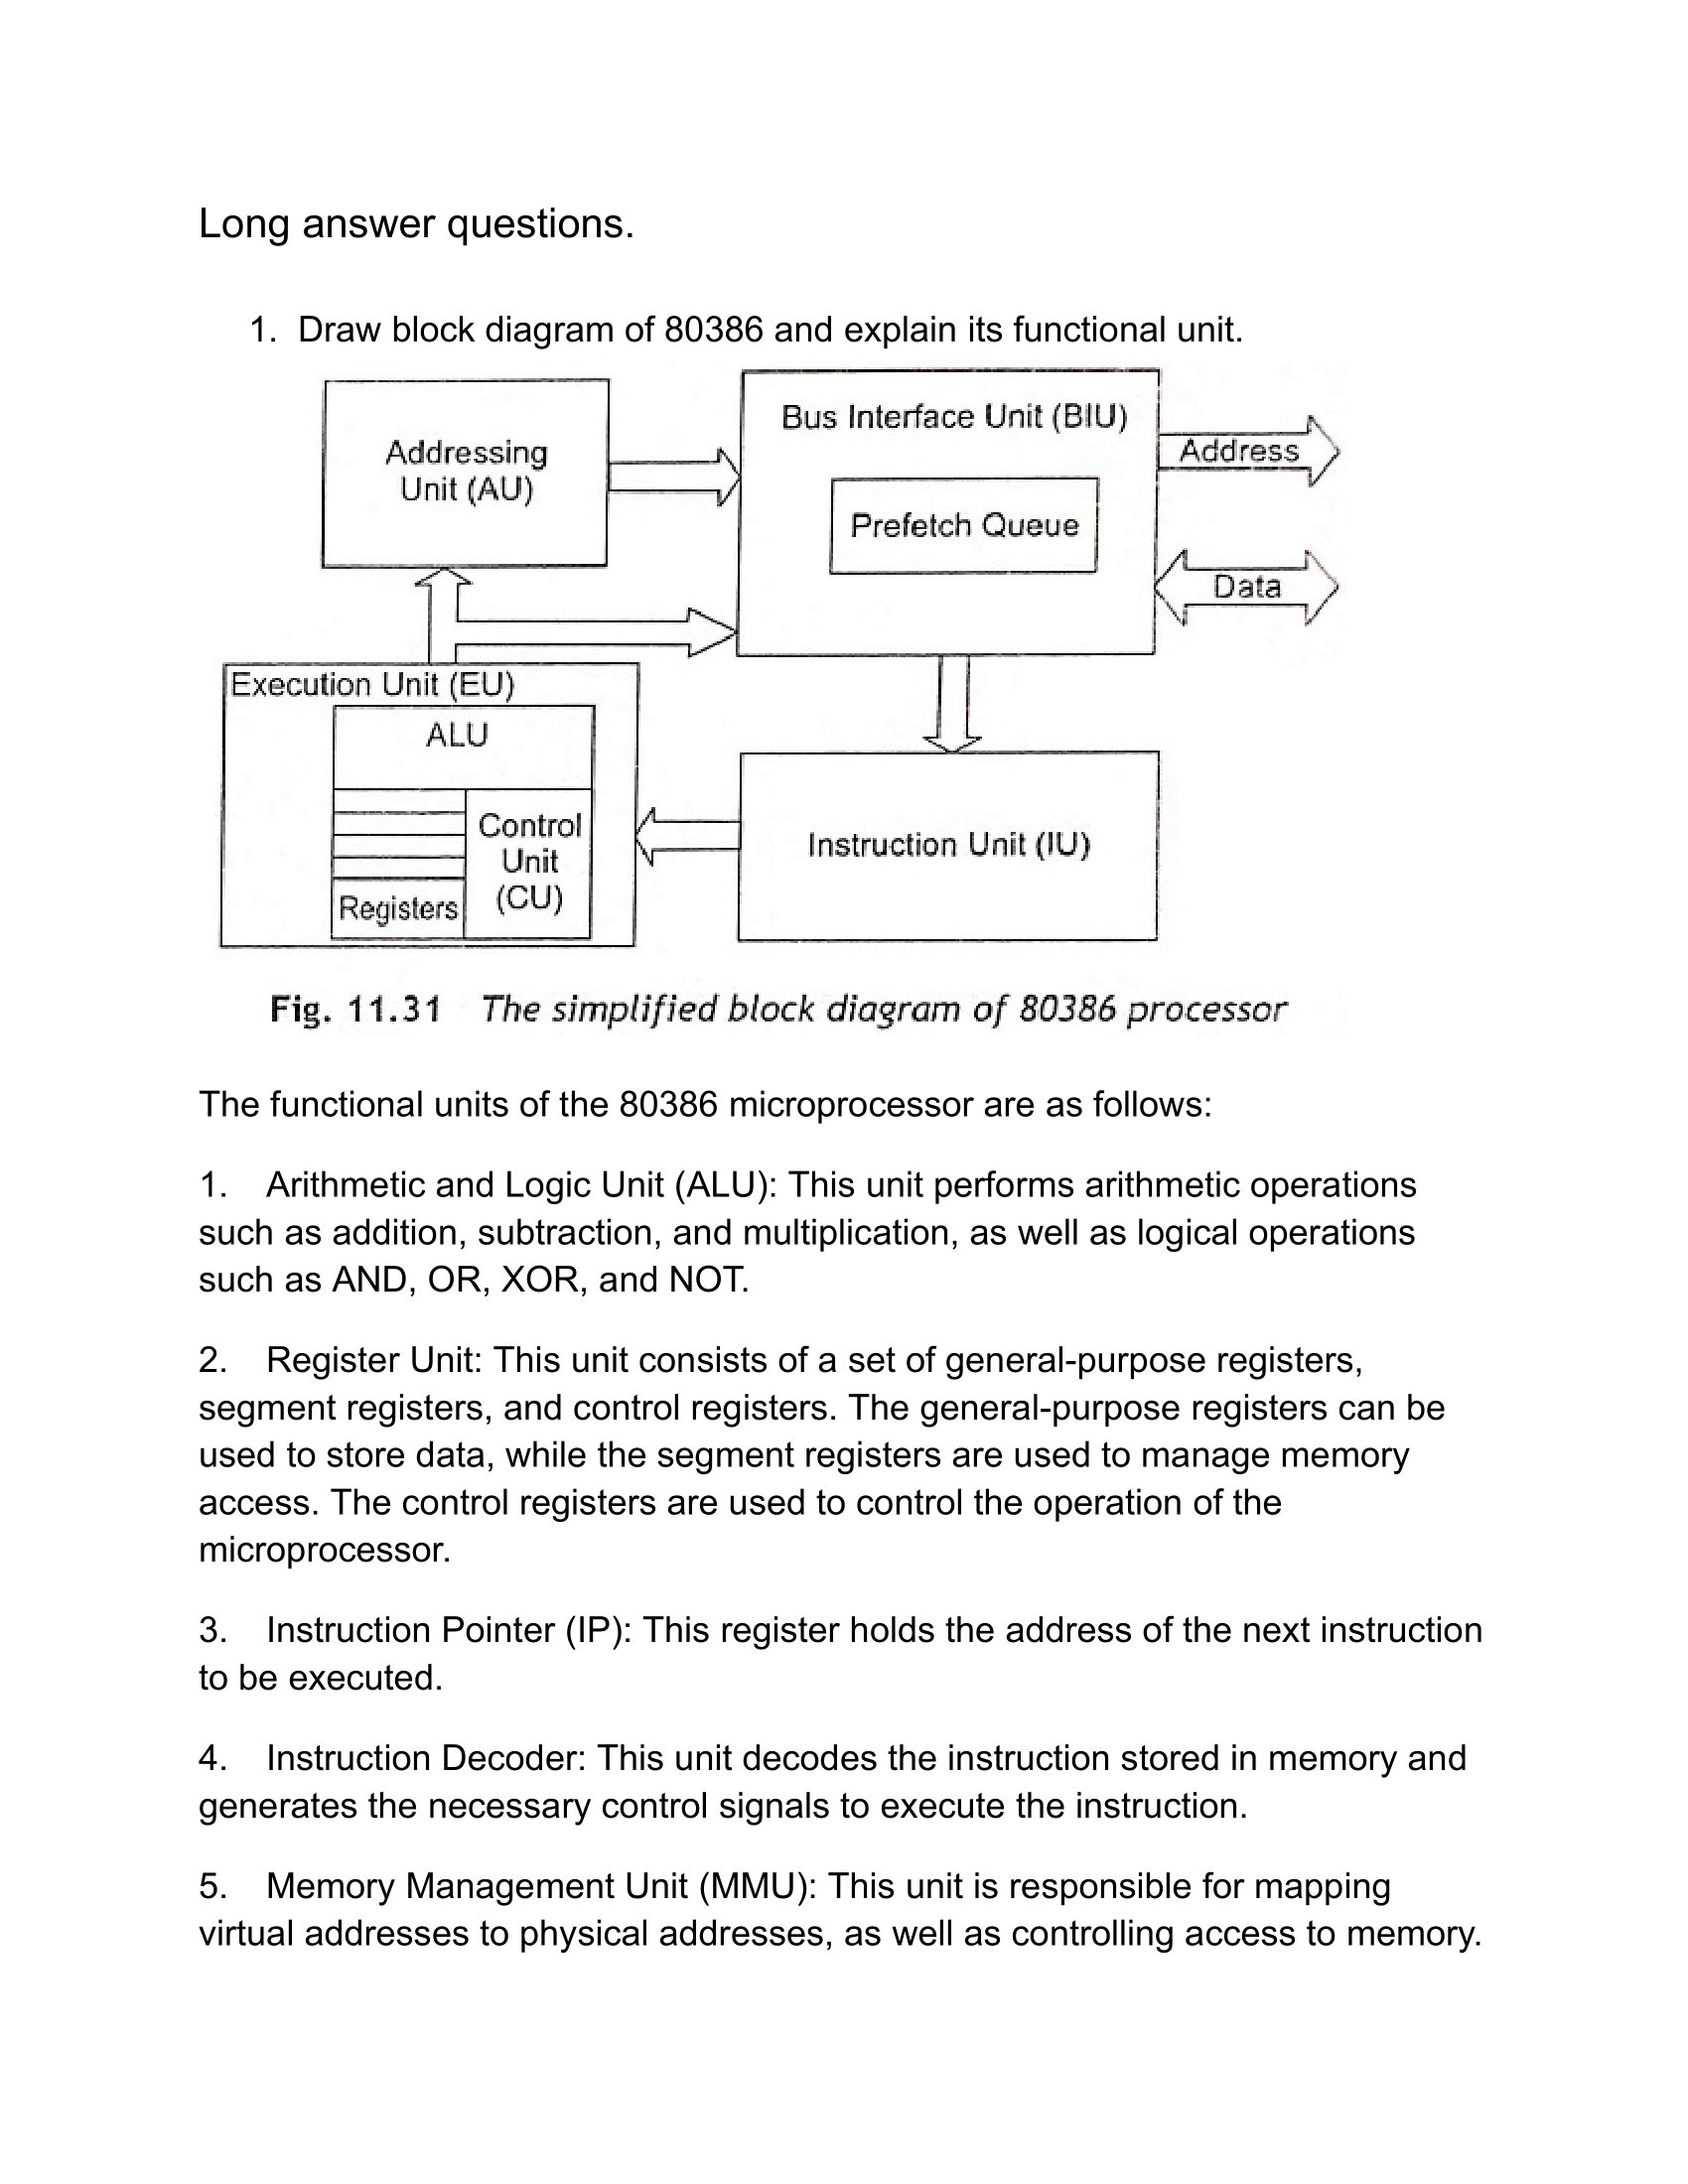 Long answer questions.
1. Draw block diagram of 80386 and explain its functional unit.
Addressing
Unit (AU)
Bus Interface Unit (BIU)
Prefetch Queue
Address
Data
Execution Unit (EU)
ALU
Control
Unit
(CU)
Registers
Instruction Unit (IU)
Fig. 11.31 The simplified block diagram of 80386 processor
The functional units of the 80386 microprocessor are as follows:
1. Arithmetic and Logic Unit (ALU): This unit performs arithmetic operations
such as addition, subtraction, and multiplication, as well as logical operations
such as AND, OR, XOR, and NOT.
2. Register Unit: This unit consists of a set of general-purpose registers,
segment registers, and control registers. The general-purpose registers can be
used to store data, while the segment registers are used to manage memory
access. The control registers are used to control the operation of the
microprocessor.
3. Instruction Pointer (IP): This register holds the address of the next instruction
to be executed.
4. Instruction Decoder: This unit decodes the instruction stored in memory and
generates the necessary control signals to execute the instruction.
5. Memory Management Unit (MMU): This unit is responsible for mapping
virtual addresses to physical addresses, as well as controlling access to memory.